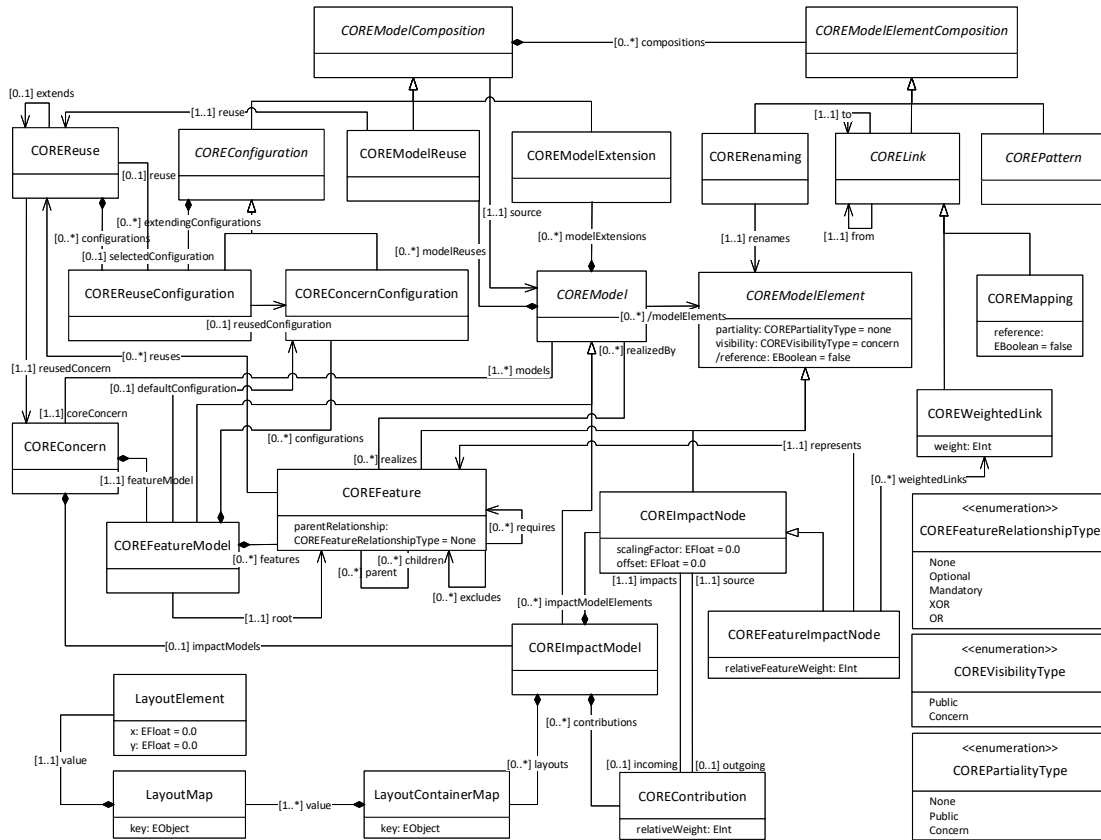 COREModelComposition
[0..*] compositions
COREModelElementComposition
[0..1] extends
[1..1] reuse
[1..1] to
COREReuse
COREConfiguration
COREModelReuse
COREModelExtension
CORERenaming
CORELink
COREPattern
[0..1] reuse
[1..1] source
[0..*] extendingConfigurations
[0..*] configurations
[0..1] selectedConfiguration
[0..*] modelReuses
[0..*] modelExtensions
[1..1] renames
[1..1] from
COREReuseConfiguration
COREConcernConfiguration
COREModel
COREModelElement
partiality: COREPartialityType = none
visibility: COREVisibilityType = concern
/reference: EBoolean = false
COREMapping
reference:
EBoolean = false
[0..1] reusedConfiguration
[0..*] /modelElements
[0..*] reuses
[0..*] realizedBy
[1..1] reusedConcern
[0..1] defaultConfiguration
[1..*] models
[1..1] coreConcern
COREConcern
[0..*] configurations
COREWeightedLink
weight: EInt
[1..1] represents
[0..*] realizes
[1..1] featureModel
[0..*] weightedLinks
COREFeature
parentRelationship:
COREFeatureRelationshipType = None
COREImpactNode
scalingFactor: EFloat = 0.0
offset: EFloat = 0.0
<<enumeration>>
COREFeatureRelationshipType
None
Optional
Mandatory
XOR
OR
COREFeatureModel
[0..*] features
[0..*] requires
[0..*] children
[0..*] parent
[0..*] excludes
[1..1] impacts
[1..1] source
[0..*] impactModelElements
[1..1] root
COREImpactModel
COREFeatureImpactNode
relativeFeatureWeight: EInt
[0..1] impactModels
<<enumeration>>
COREVisibilityType
Public
Concern
LayoutElement
x: EFloat = 0.0
y: EFloat = 0.0
[0..*] contributions
[1..1] value
[0..*] layouts
[0..1] incoming
[0..1] outgoing
<<enumeration>>
COREPartialityType
None
Public
Concern
LayoutMap
key: EObject
[1..*] value
LayoutContainerMap
key: EObject
COREContribution
relativeWeight: EInt